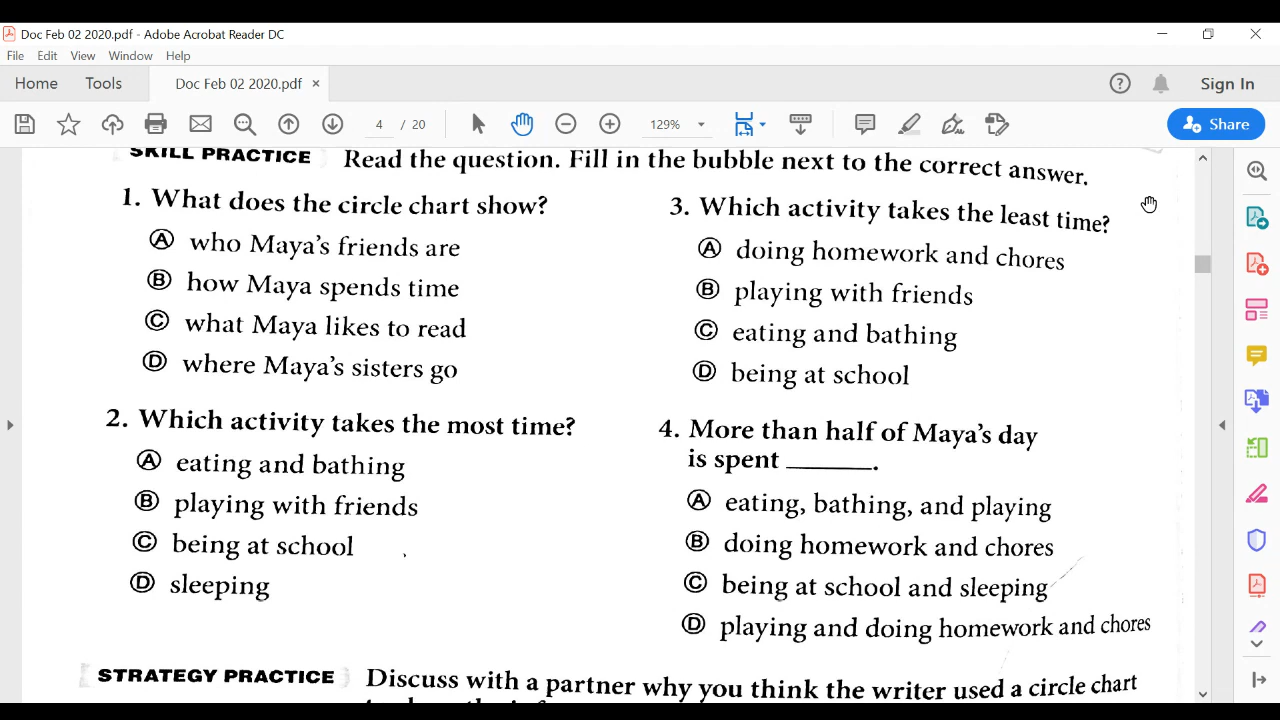 Doc Feb 02 2020.pdf - Adobe Acrobat Reader DC
File Edit View Window Help
Home Tools Doc Feb 02 2020.pdf × Sign In
4 / 20 129% Share
SKILL PRACTICE Read the question. Fill in the bubble next to the correct answer.
1. What does the circle chart show?
A who Maya's friends are
B how Maya spends time
C what Maya likes to read
D where Maya's sisters go
2. Which activity takes the most time?
A eating and bathing
B playing with friends
C being at school
D sleeping
3. Which activity takes the least time?
A doing homework and chores
B playing with friends
C eating and bathing
D being at school
4. More than half of Maya's day
is spent ________.
A eating, bathing, and playing
B doing homework and chores
C being at school and sleeping
D playing and doing homework and chores
STRATEGY PRACTICE Discuss with a partner why you think the writer used a circle chart